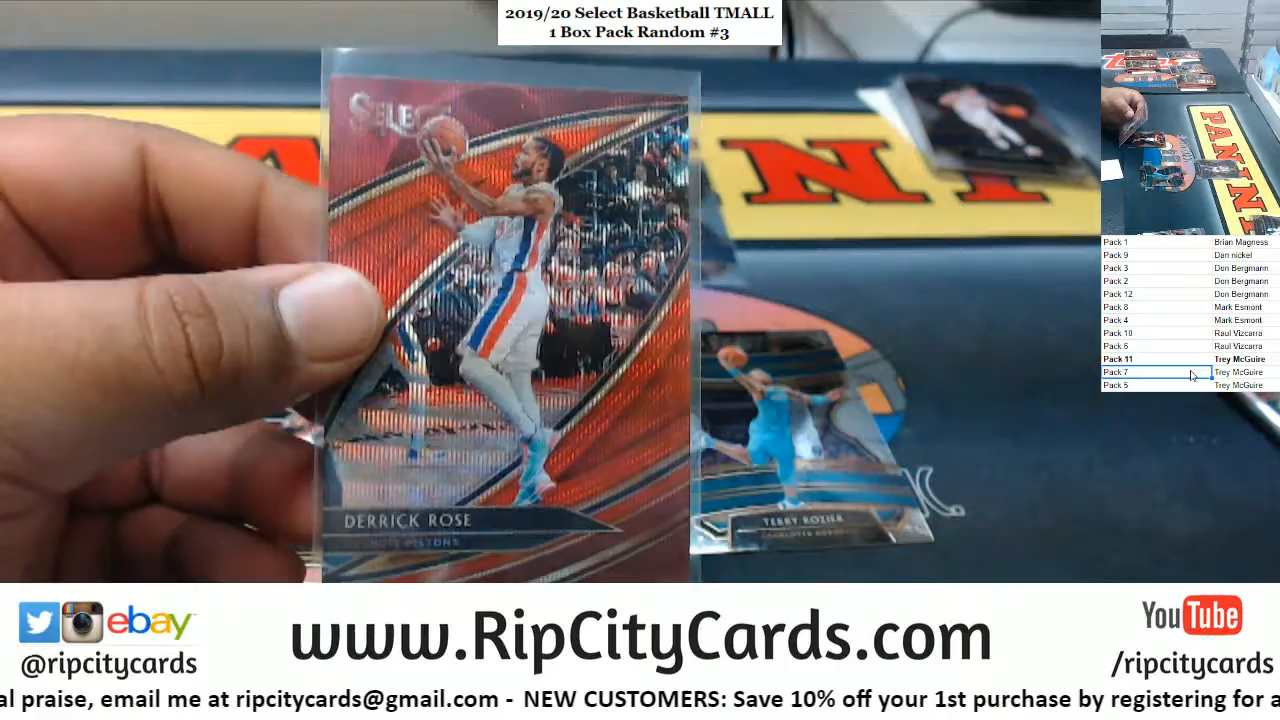 2019/20 Select Basketball TMALL
1 Box Pack Random #3
SELECT
DERRICK ROSE
PISTONS
PANINI
TERRY ROZIER
CHARLOTTE HORNETS
PANINI
Pack 1 Brian Magness
Pack 9 Dan nickel
Pack 3 Don Bergmann
Pack 2 Don Bergmann
Pack 12 Don Bergmann
Pack 8 Mark Esmont
Pack 4 Mark Esmont
Pack 10 Raul Vizcarra
Pack 6 Raul Vizcarra
Pack 11 Trey McGuire
Pack 7 Trey McGuire
Pack 5 Trey McGuire
ebay
@ripcitycards
www.RipCityCards.com
YouTube
/ripcitycards
al praise, email me at ripcitycards@gmail.com - NEW CUSTOMERS: Save 10% off your 1st purchase by registering for a